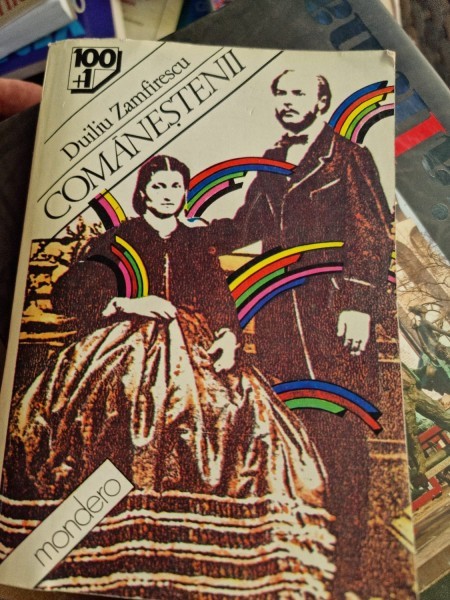 100
+1
Duiliu Zamfirescu
COMĂNEȘTENII
mondero